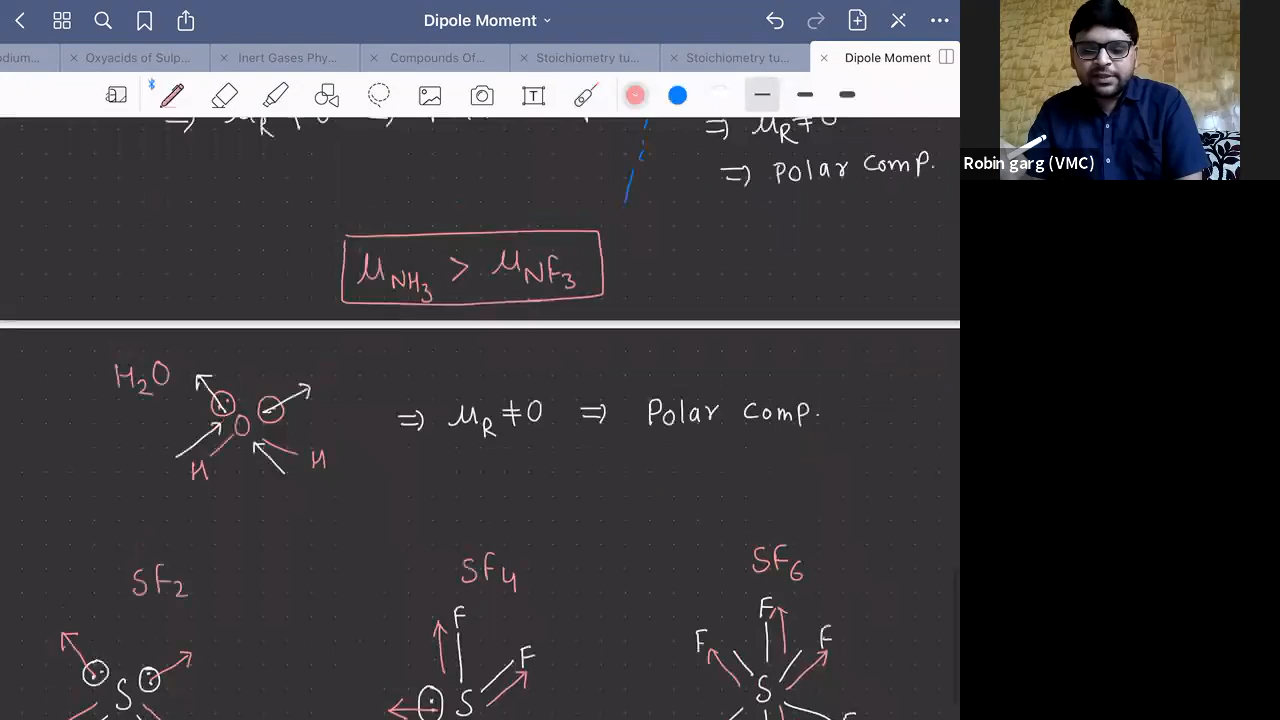 Dipole Moment
odium...
Oxyacids of Sulp...
Inert Gases Phy...
Compounds Of...
Stoichiometry tu...
Stoichiometry tu...
Dipole Moment
T
Robin garg (VMC)
⇒ μR ≠ 0
⇒ Polar comp.
μNH3 > μNF3
H2O
O
H H
⇒ μR ≠ 0 ⇒ Polar comp.
SF2 SF4 SF6
F F
F F F
S S S